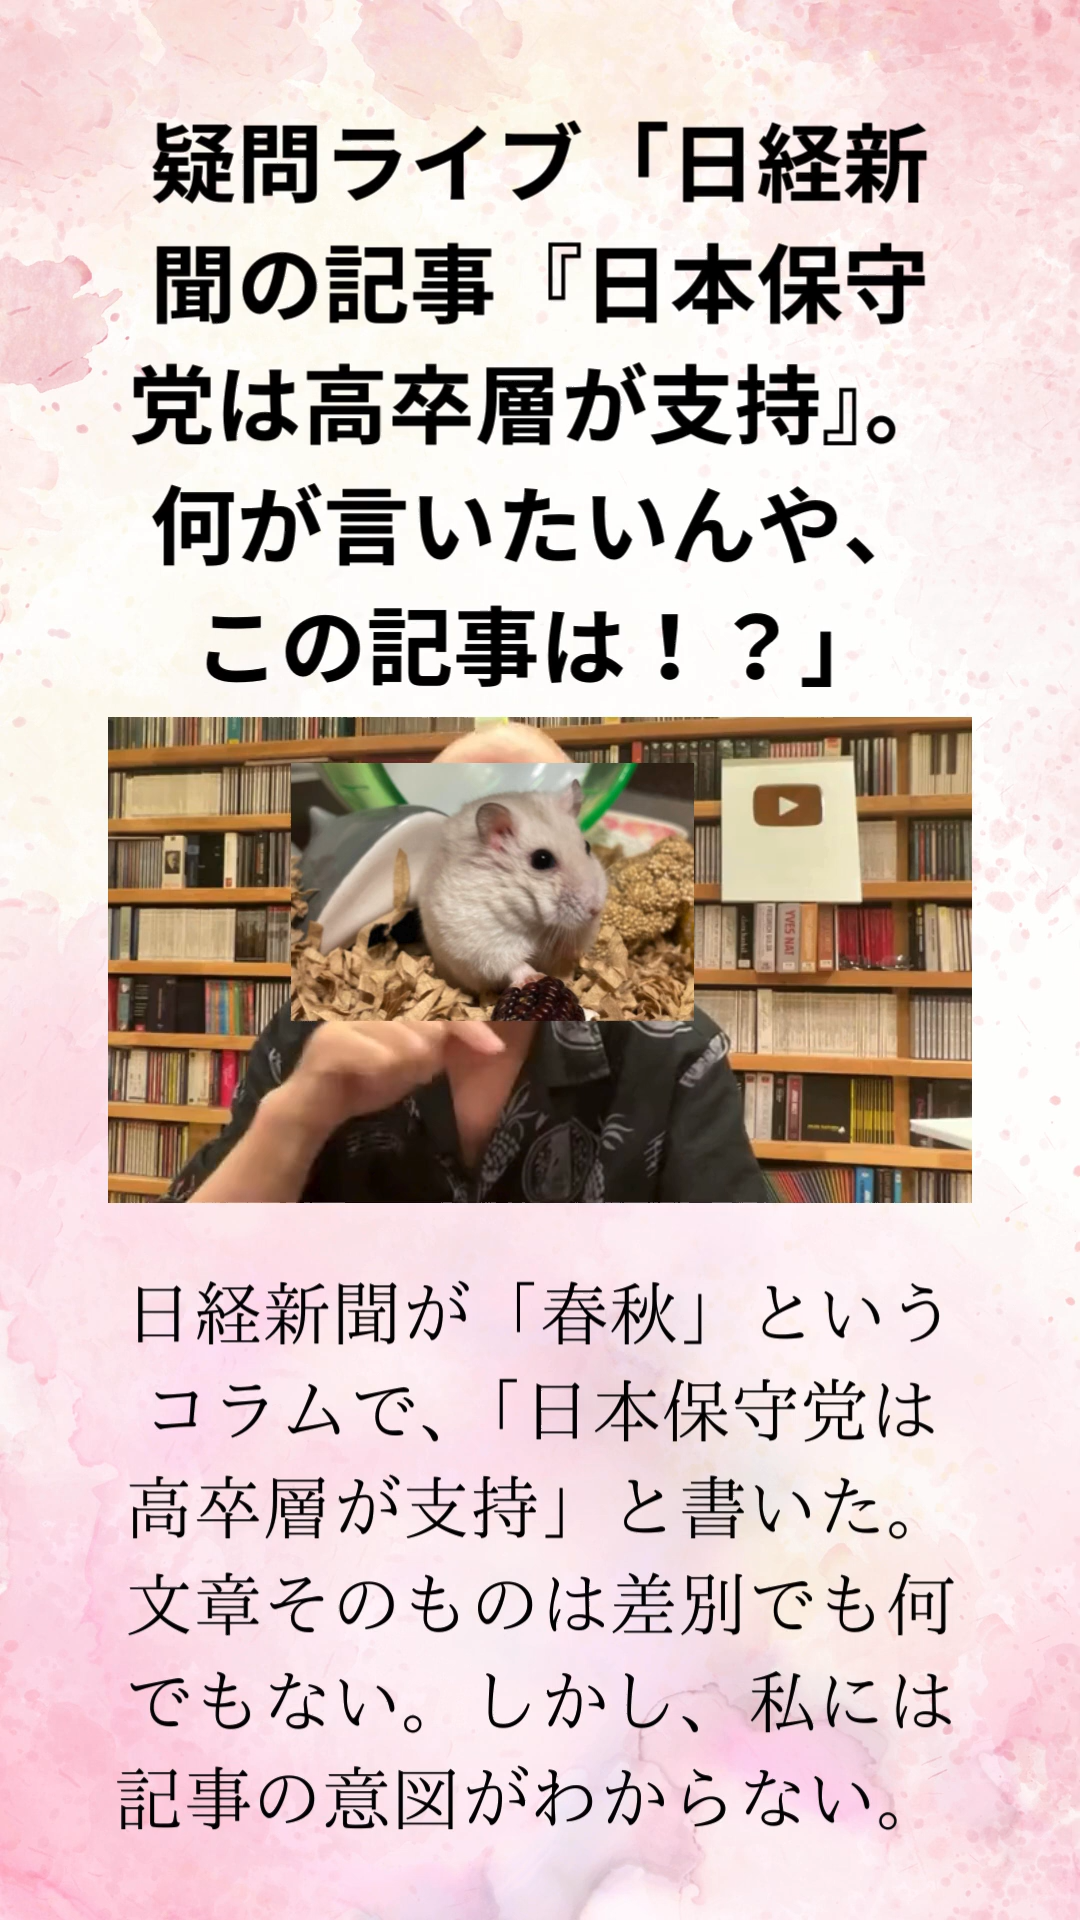 疑問ライブ「日経新
聞の記事『日本保守
党は高卒層が支持』。
何が言いたいんや、
この記事は！？」
YVES NAT
日経新聞が「春秋」という
コラムで、「日本保守党は
高卒層が支持」と書いた。
文章そのものは差別でも何
でもない。しかし、私には
記事の意図がわからない。